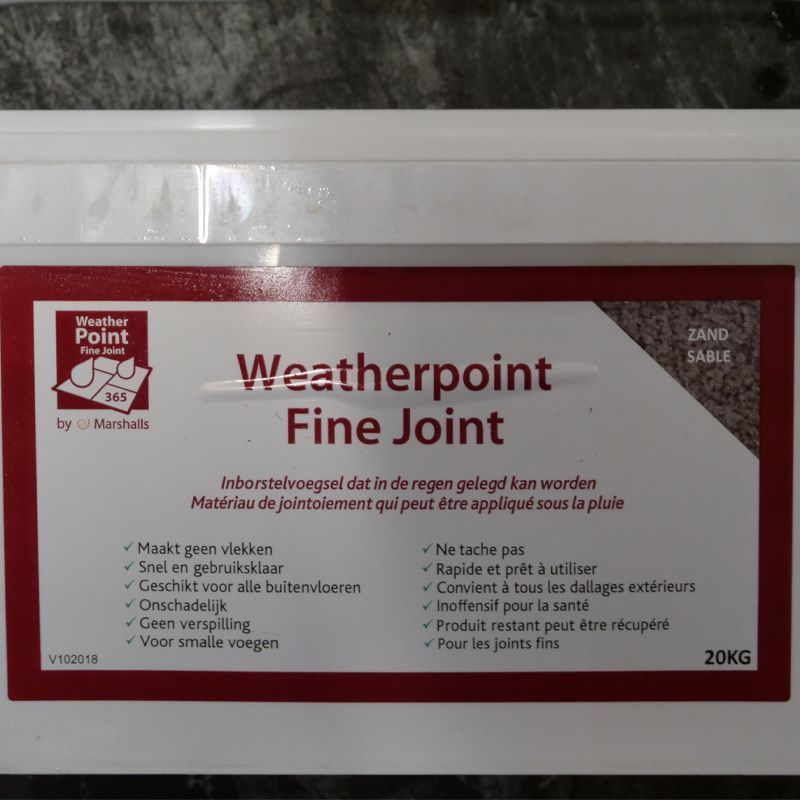 Weather
Point
Fine Joint
365
by Marshalls
ZAND
SABLE
Weatherpoint
Fine Joint
Inborstelvoegsel dat in de regen gelegd kan worden
Matériau de jointoiement qui peut être appliqué sous la pluie
✓ Maakt geen vlekken
✓ Snel en gebruiksklaar
✓ Geschikt voor alle buitenvloeren
✓ Onschadelijk
✓ Geen verspilling
✓ Voor smalle voegen
✓ Ne tache pas
✓ Rapide et prêt à utiliser
✓ Convient à tous les dallages extérieurs
✓ Inoffensif pour la santé
✓ Produit restant peut être récupéré
✓ Pour les joints fins
V102018
20KG